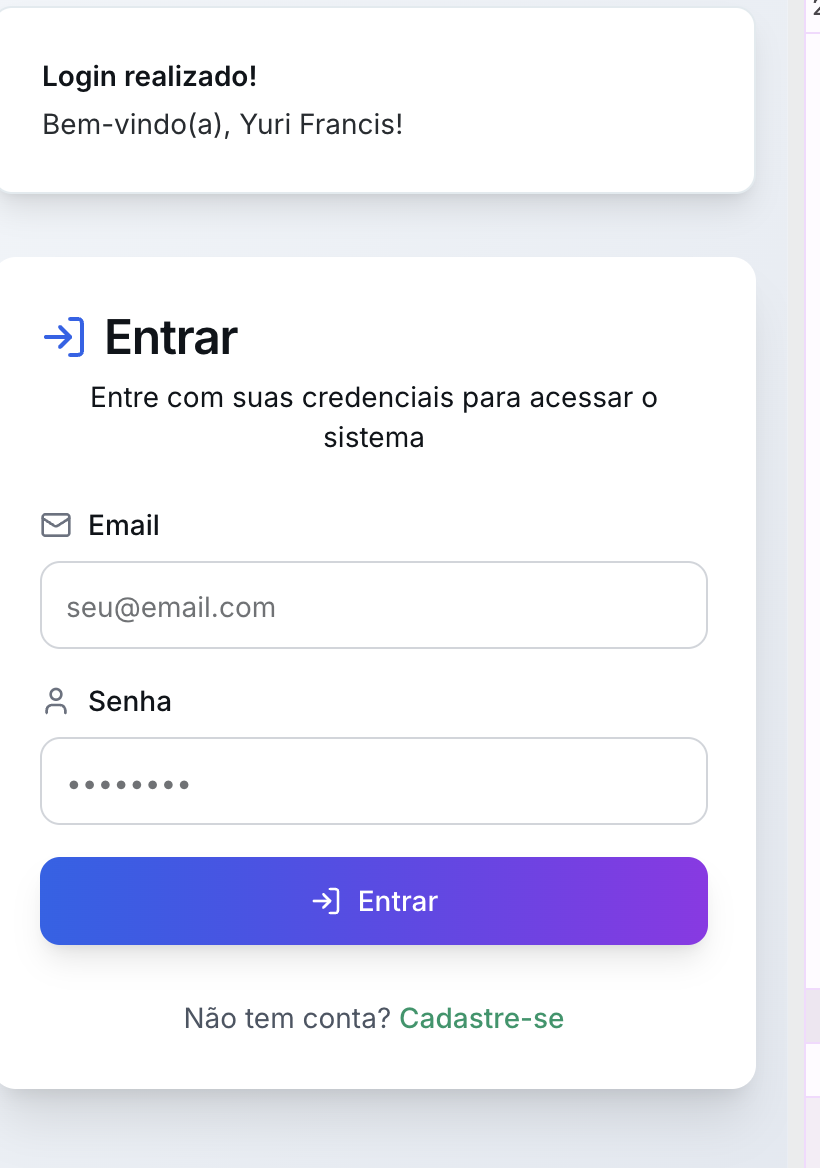 Login realizado!
Bem-vindo(a), Yuri Francis!
Entrar
Entre com suas credenciais para acessar o
sistema
Email
seu@email.com
Senha
••••••••
Entrar
Não tem conta? Cadastre-se